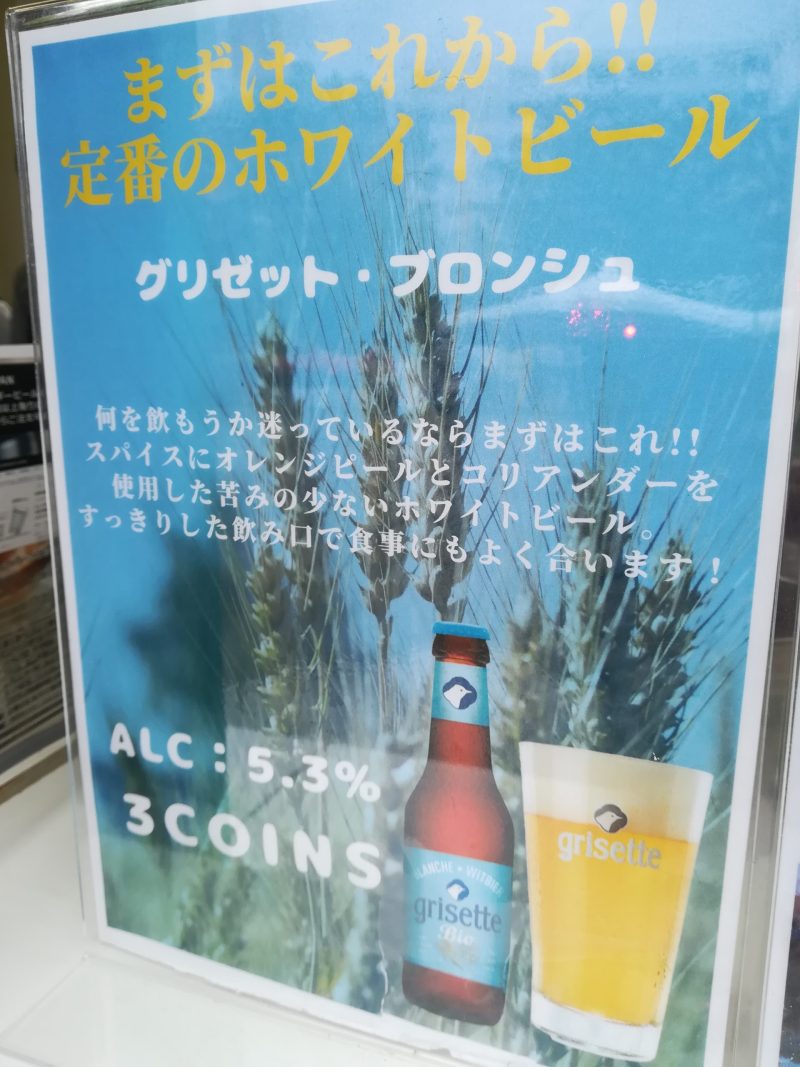 まずはこれから!!
定番のホワイトビール
グリゼット・ブロンシュ
何を飲もうか迷っているならまずはこれ!!
スパイスにオレンジピールとコリアンダーを
使用した苦みの少ないホワイトビール。
すっきりした飲み口で食事にもよく合います！
ALC：5.3%
3COINS
BLANCHE • WITBIER
grisette
Bio
grisette